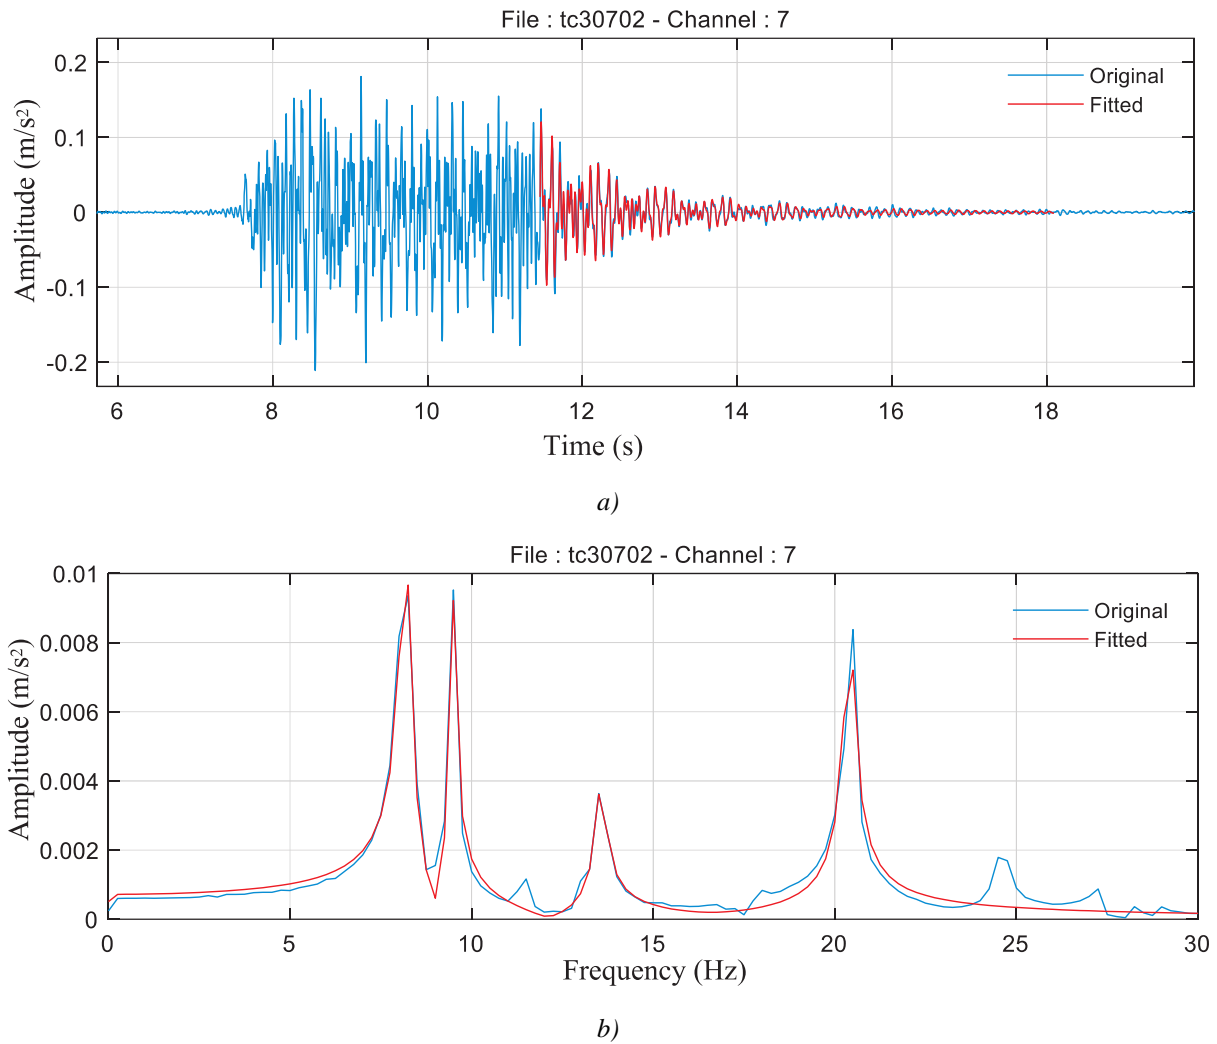 File : tc30702 - Channel : 7
Amplitude (m/s²)
0.2
0.1
0
-0.1
-0.2
Original
Fitted
6 8 10 12 14 16 18
Time (s)
a)
File : tc30702 - Channel : 7
Amplitude (m/s²)
0.01
0.008
0.006
0.004
0.002
0
Original
Fitted
0 5 10 15 20 25 30
Frequency (Hz)
b)